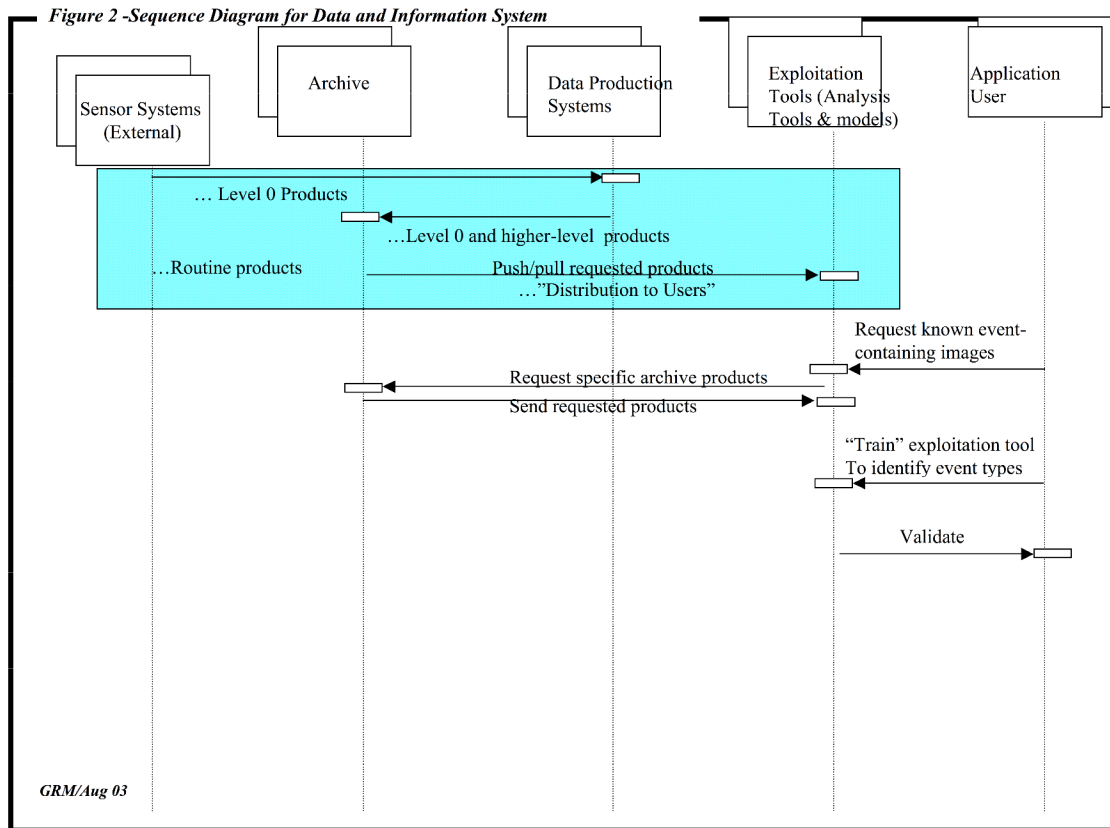 Figure 2 -Sequence Diagram for Data and Information System
Sensor Systems
(External)
Archive
Data Production
Systems
Exploitation
Tools (Analysis
Tools & models)
Application
User
… Level 0 Products
…Level 0 and higher-level products
…Routine products
Push/pull requested products
…”Distribution to Users”
Request known event-
containing images
Request specific archive products
Send requested products
“Train” exploitation tool
To identify event types
Validate
GRM/Aug 03